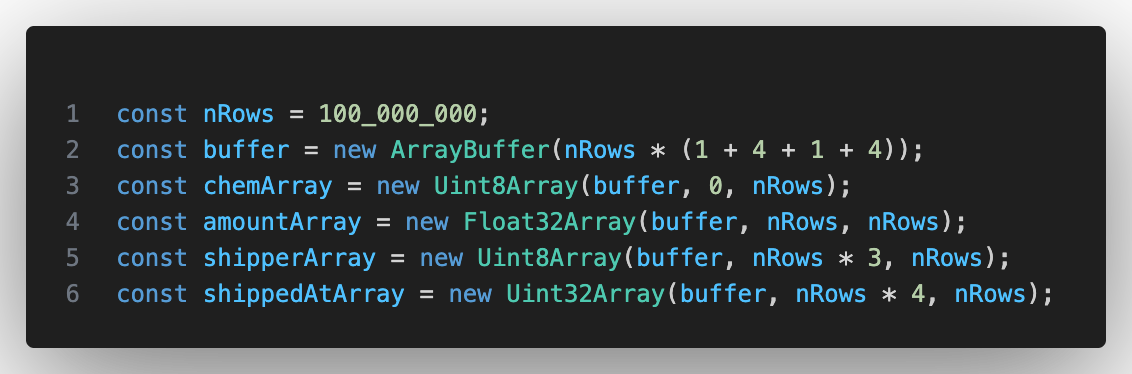 1 const nRows = 100_000_000;
2 const buffer = new ArrayBuffer(nRows * (1 + 4 + 1 + 4));
3 const chemArray = new Uint8Array(buffer, 0, nRows);
4 const amountArray = new Float32Array(buffer, nRows, nRows);
5 const shipperArray = new Uint8Array(buffer, nRows * 3, nRows);
6 const shippedAtArray = new Uint32Array(buffer, nRows * 4, nRows);